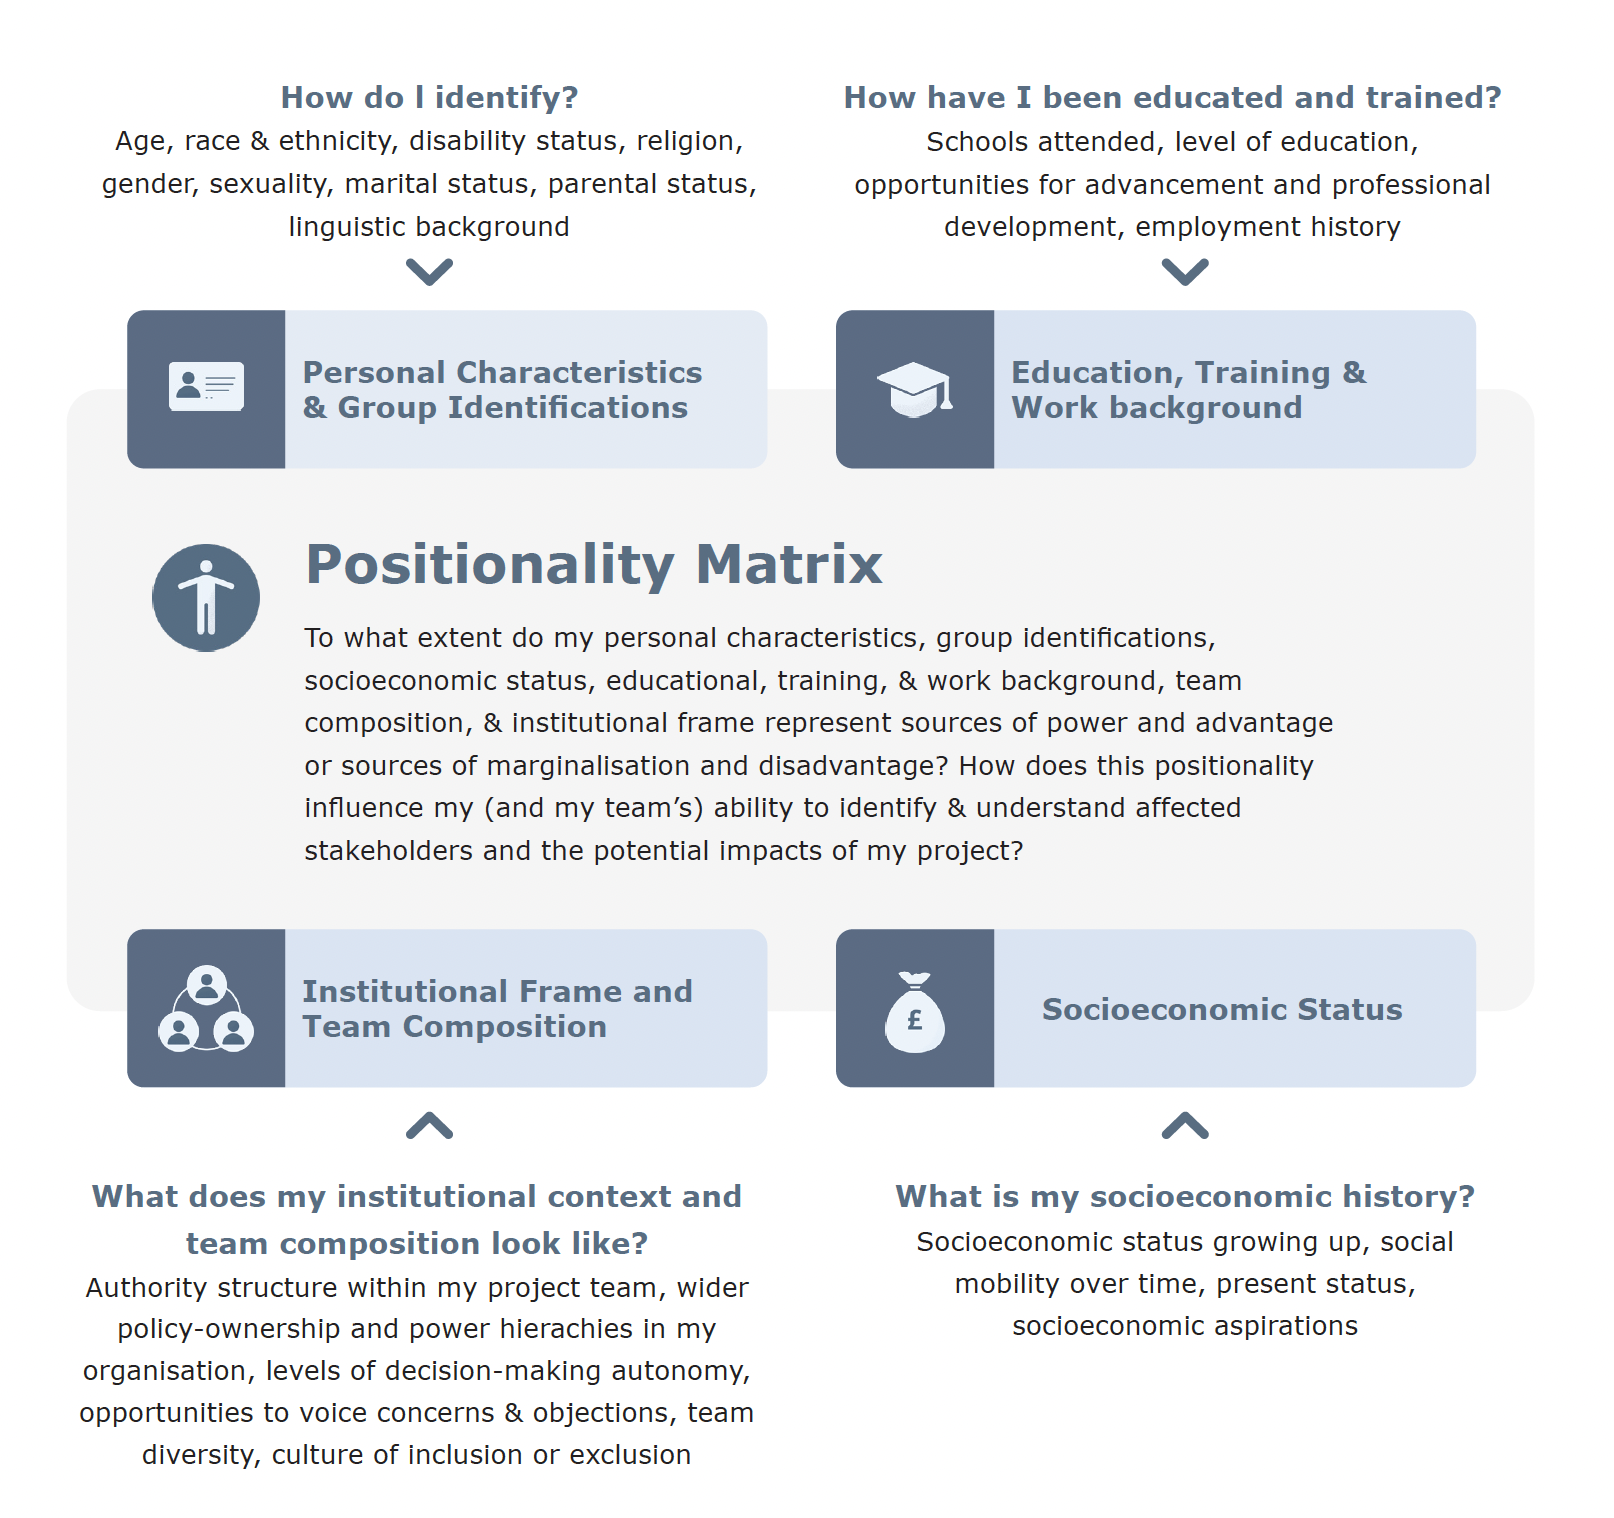 How do l identify?
Age, race & ethnicity, disability status, religion,
gender, sexuality, marital status, parental status,
linguistic background
How have I been educated and trained?
Schools attended, level of education,
opportunities for advancement and professional
development, employment history
Personal Characteristics
& Group Identifications
Education, Training &
Work background
Positionality Matrix
To what extent do my personal characteristics, group identifications,
socioeconomic status, educational, training, & work background, team
composition, & institutional frame represent sources of power and advantage
or sources of marginalisation and disadvantage? How does this positionality
influence my (and my team’s) ability to identify & understand affected
stakeholders and the potential impacts of my project?
Institutional Frame and
Team Composition
£
Socioeconomic Status
What does my institutional context and
team composition look like?
Authority structure within my project team, wider
policy-ownership and power hierachies in my
organisation, levels of decision-making autonomy,
opportunities to voice concerns & objections, team
diversity, culture of inclusion or exclusion
What is my socioeconomic history?
Socioeconomic status growing up, social
mobility over time, present status,
socioeconomic aspirations